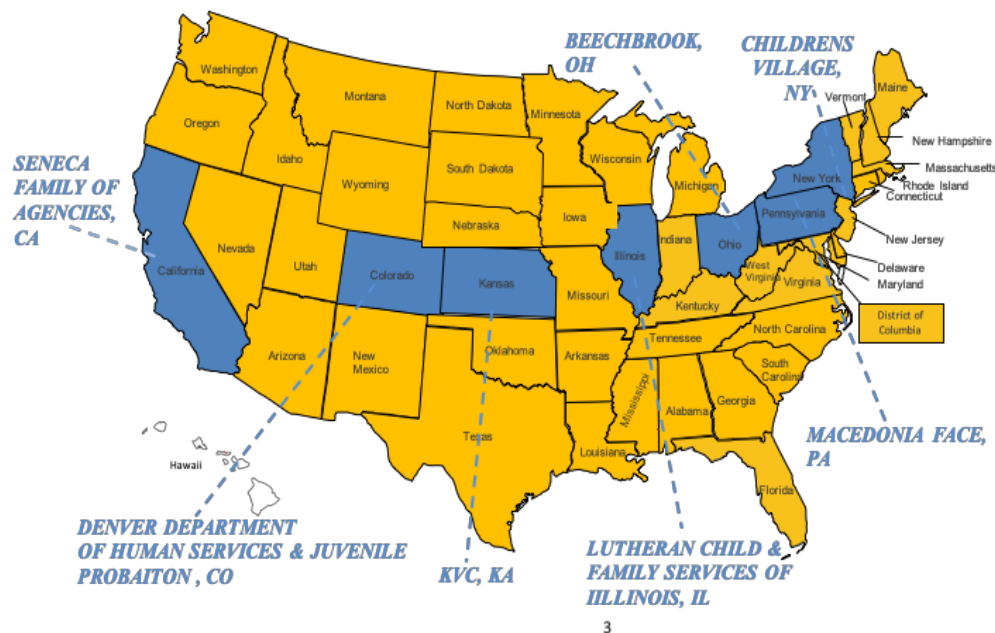 BEECHBROOK,
OH
CHILDRENS
VILLAGE,
NY
Washington
Montana
North Dakota
Minnesota
Maine
Vermont
Oregon
New Hampshire
Idaho
South Dakota
Wisconsin
Massachusetts
SENECA
FAMILY OF
AGENCIES,
CA
Wyoming
Michigan
New York
Rhode Island
Connecticut
Iowa
Nebraska
Pennsylvania
New Jersey
Nevada
Utah
Colorado
Kansas
Illinois
Indiana
Ohio
California
West
Virginia
Virginia
Delaware
Maryland
Missouri
Kentucky
District of
Columbia
Arizona
New
Mexico
Oklahoma
Arkansas
Tennessee
North Carolina
South
Carolina
Mississippi
Alabama
Georgia
Texas
Louisiana
Florida
MACEDONIA FACE,
PA
Hawaii
DENVER DEPARTMENT
OF HUMAN SERVICES & JUVENILE
PROBAITON , CO
KVC, KA
LUTHERAN CHILD &
FAMILY SERVICES OF
IILLINOIS, IL
3